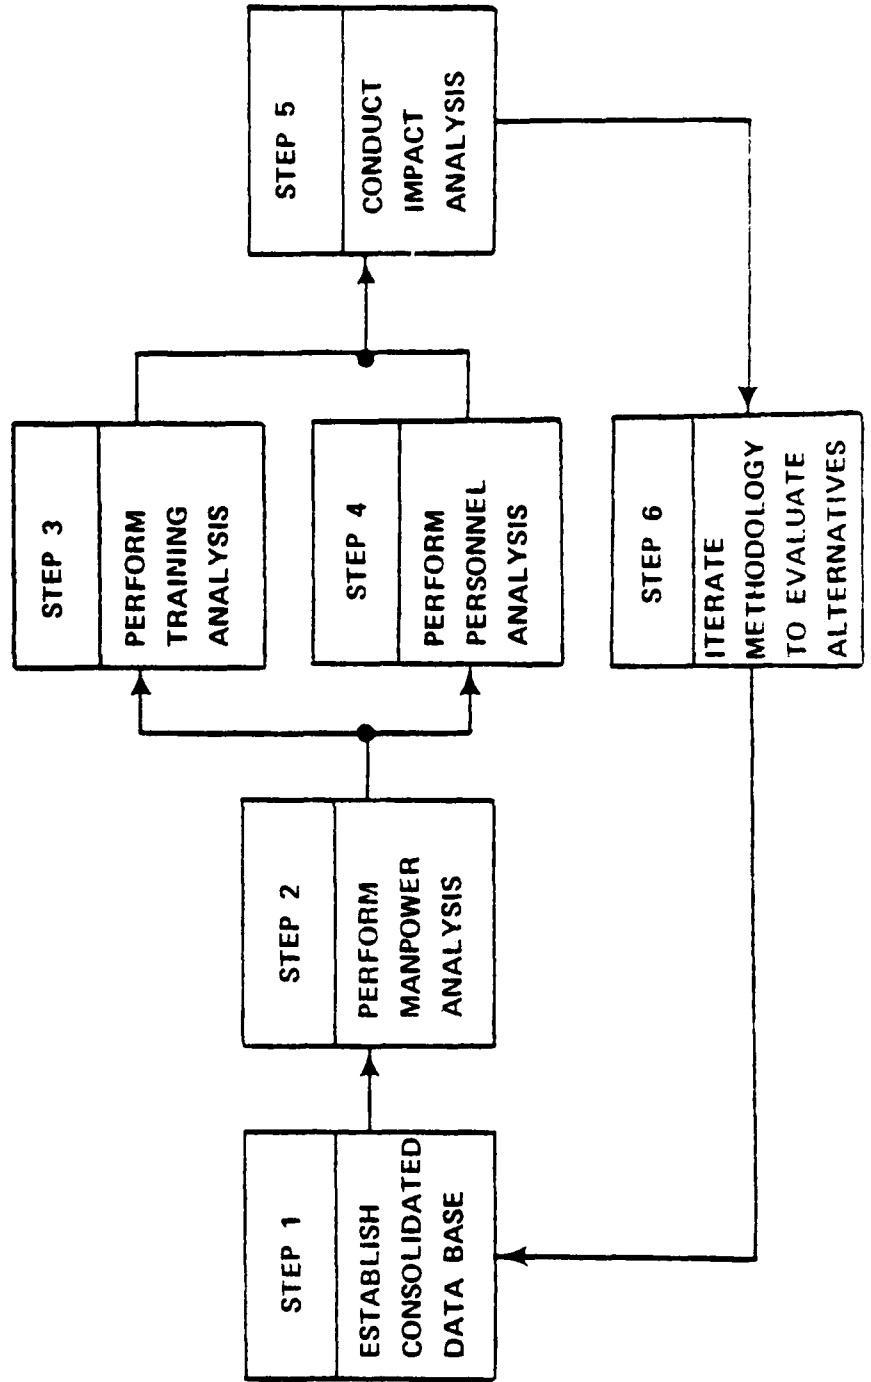 STEP 1
ESTABLISH
CONSOLIDATED
DATA BASE
STEP 2
PERFORM
MANPOWER
ANALYSIS
STEP 3
PERFORM
TRAINING
ANALYSIS
STEP 4
PERFORM
PERSONNEL
ANALYSIS
STEP 5
CONDUCT
IMPACT
ANALYSIS
STEP 6
ITERATE
METHODOLOGY
TO EVALUATE
ALTERNATIVES